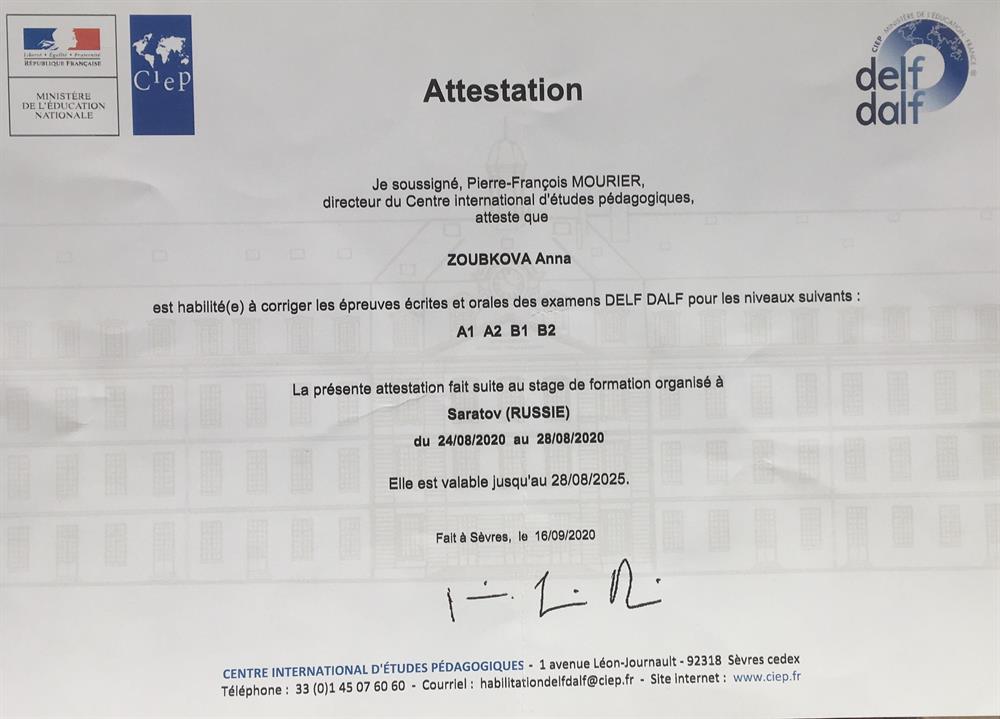 Liberté • Égalité • Fraternité
RÉPUBLIQUE FRANÇAISE
MINISTÈRE
DE L'ÉDUCATION
NATIONALE
CIEP
CIEP MINISTÈRE DE L'ÉDUCATION FRANCE
delf
dalf
Attestation
Je soussigné, Pierre-François MOURIER,
directeur du Centre international d'études pédagogiques,
atteste que
ZOUBKOVA Anna
est habilité(e) à corriger les épreuves écrites et orales des examens DELF DALF pour les niveaux suivants :
A1 A2 B1 B2
La présente attestation fait suite au stage de formation organisé à
Saratov (RUSSIE)
du 24/08/2020 au 28/08/2020
Elle est valable jusqu'au 28/08/2025.
Fait à Sèvres, le 16/09/2020
CENTRE INTERNATIONAL D'ÉTUDES PÉDAGOGIQUES - 1 avenue Léon-Journault - 92318 Sèvres cedex
Téléphone : 33 (0)1 45 07 60 60 - Courriel : habilitationdelfdalf@ciep.fr - Site internet : www.ciep.fr